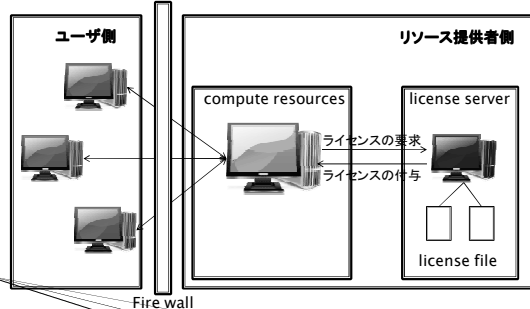 ユーザ側
リソース提供者側
compute resources
license server
ライセンスの要求
ライセンスの付与
license file
Fire wall